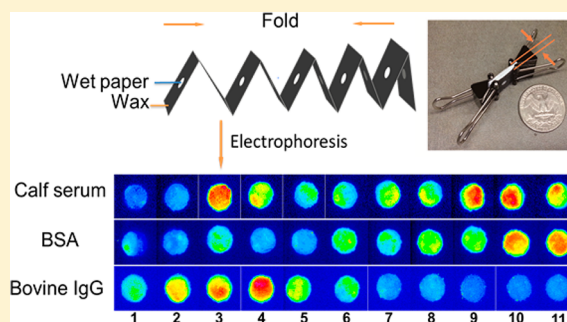 Fold
Wet paper
Wax
Electrophoresis
Calf serum
BSA
Bovine IgG
1 2 3 4 5 6 7 8 9 10 11